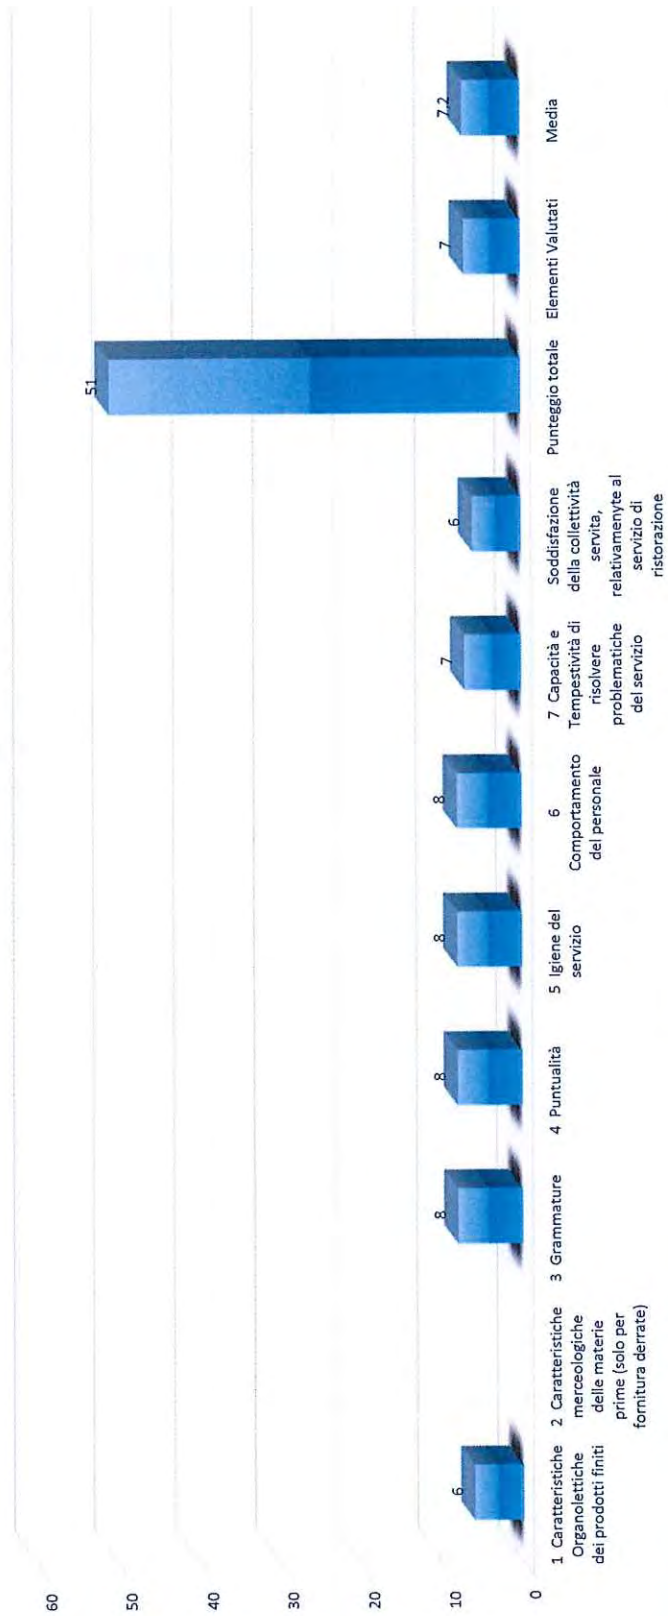 60
50
40
30
20
10
0
6
8
8
8
8
7
6
51
7
7.2
1 Caratteristiche
Organolettiche
dei prodotti finiti
2 Caratteristiche
merceologiche
delle materie
prime (solo per
fornitura derrate)
3 Grammature
4 Puntualità
5 Igiene del
servizio
6
Comportamento
del personale
7 Capacità e
Tempestività di
risolvere
problematiche
del servizio
Soddisfazione
della collettività
servita,
relativamenyte al
servizio di
ristorazione
Punteggio totale
Elementi Valutati
Media